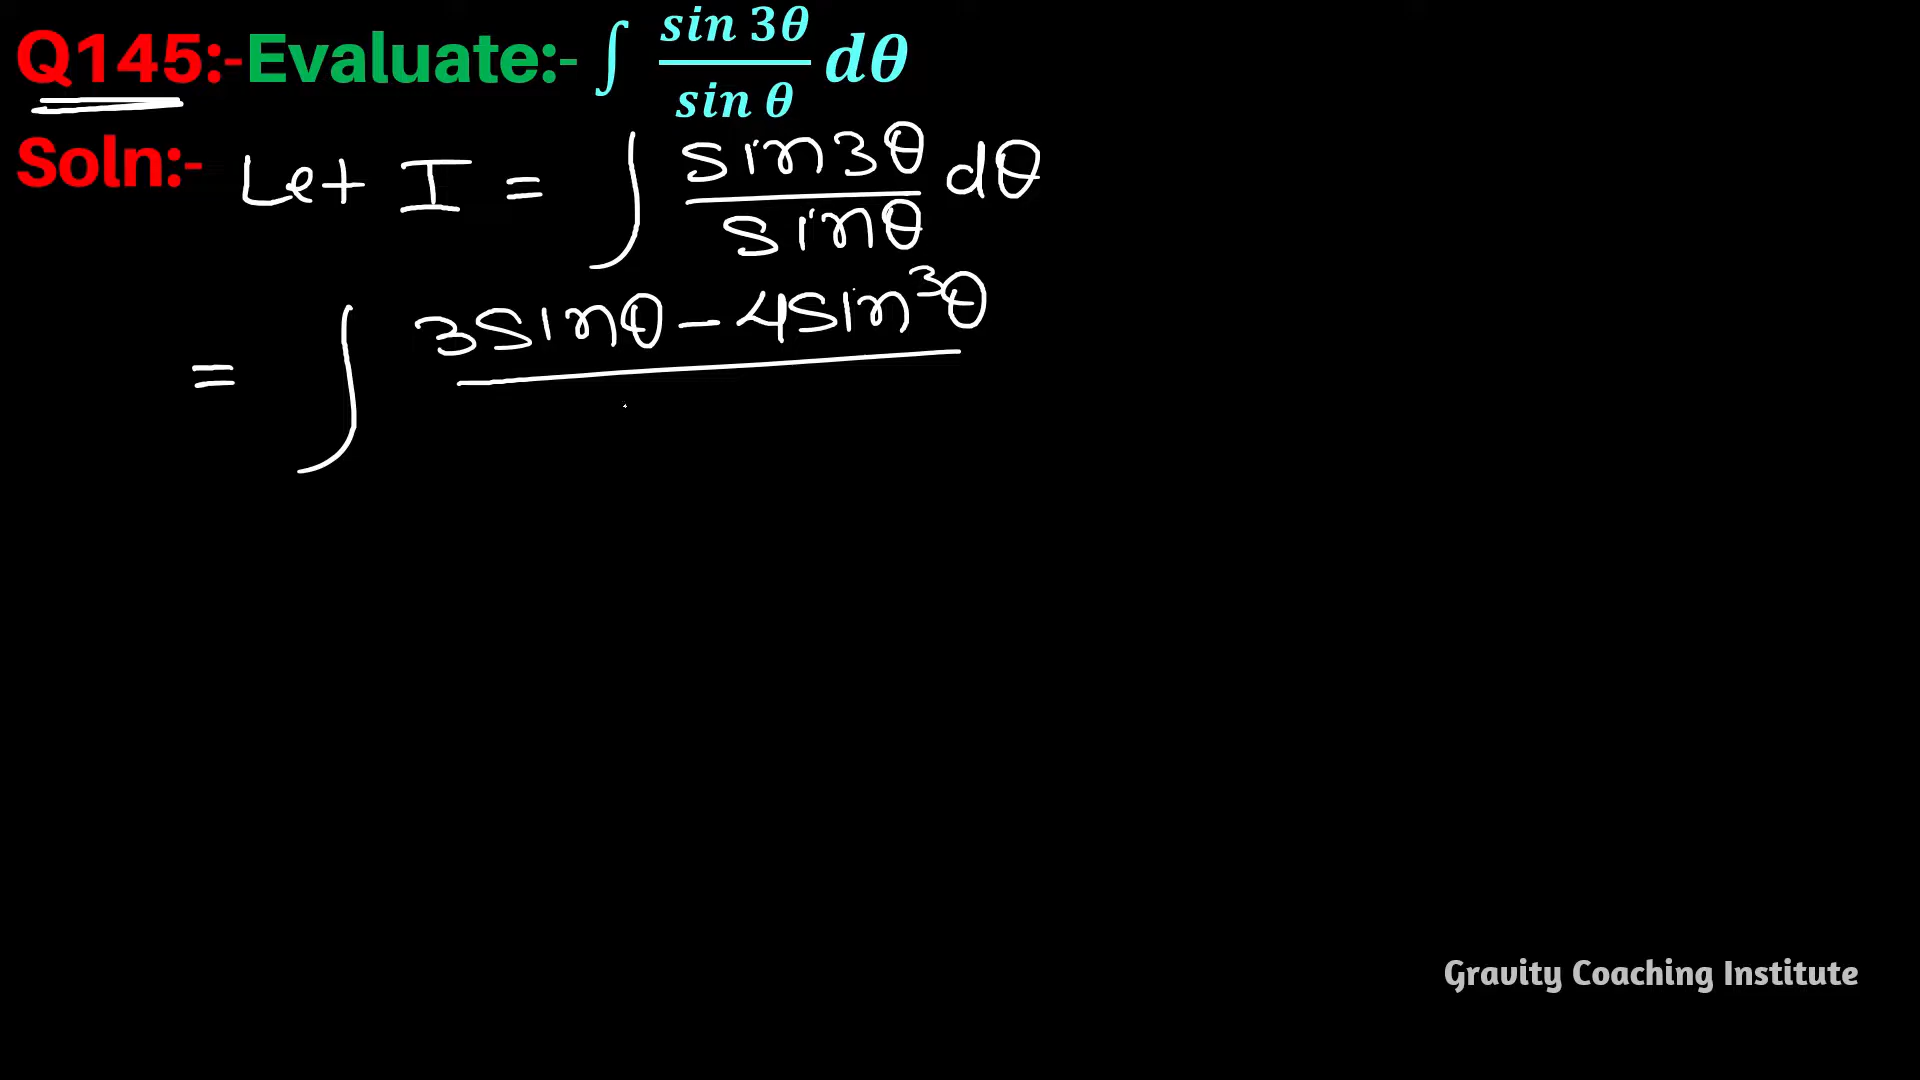 Q145:-Evaluate:- ∫ sin 3θ / sin θ dθ
Soln:- Let I = ∫ sin3θ / sinθ dθ
= ∫ 3sinθ - 4sin³θ
Gravity Coaching Institute